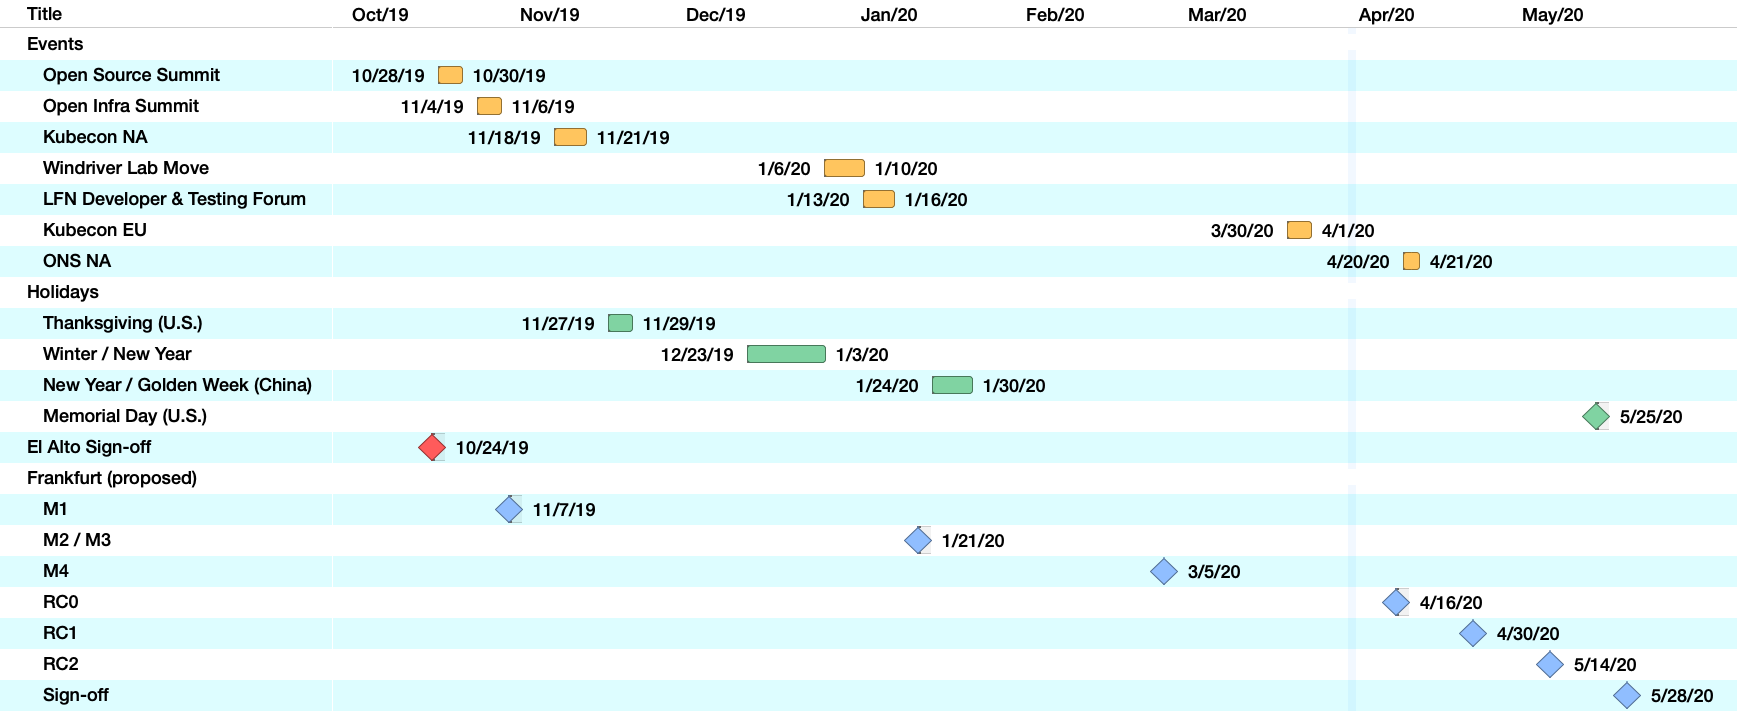 Title Oct/19 Nov/19 Dec/19 Jan/20 Feb/20 Mar/20 Apr/20 May/20
Events
Open Source Summit 10/28/19 10/30/19
Open Infra Summit 11/4/19 11/6/19
Kubecon NA 11/18/19 11/21/19
Windriver Lab Move 1/6/20 1/10/20
LFN Developer & Testing Forum 1/13/20 1/16/20
Kubecon EU 3/30/20 4/1/20
ONS NA 4/20/20 4/21/20
Holidays
Thanksgiving (U.S.) 11/27/19 11/29/19
Winter / New Year 12/23/19 1/3/20
New Year / Golden Week (China) 1/24/20 1/30/20
Memorial Day (U.S.) 5/25/20
El Alto Sign-off 10/24/19
Frankfurt (proposed)
M1 11/7/19
M2 / M3 1/21/20
M4 3/5/20
RC0 4/16/20
RC1 4/30/20
RC2 5/14/20
Sign-off 5/28/20